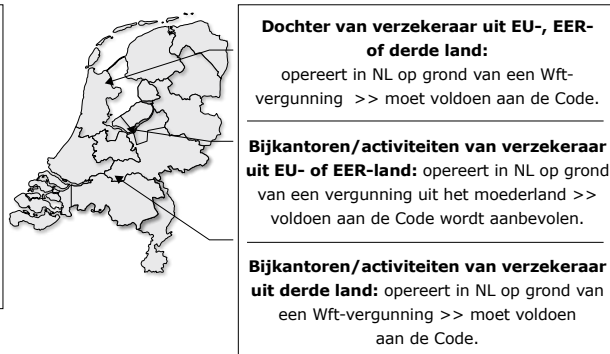 Dochter van verzekeraar uit EU-, EER-
of derde land:
opereert in NL op grond van een Wft-
vergunning >> moet voldoen aan de Code.
Bijkantoren/activiteiten van verzekeraar
uit EU- of EER-land: opereert in NL op grond
van een vergunning uit het moederland >>
voldoen aan de Code wordt aanbevolen.
Bijkantoren/activiteiten van verzekeraar
uit derde land: opereert in NL op grond van
een Wft-vergunning >> moet voldoen
aan de Code.